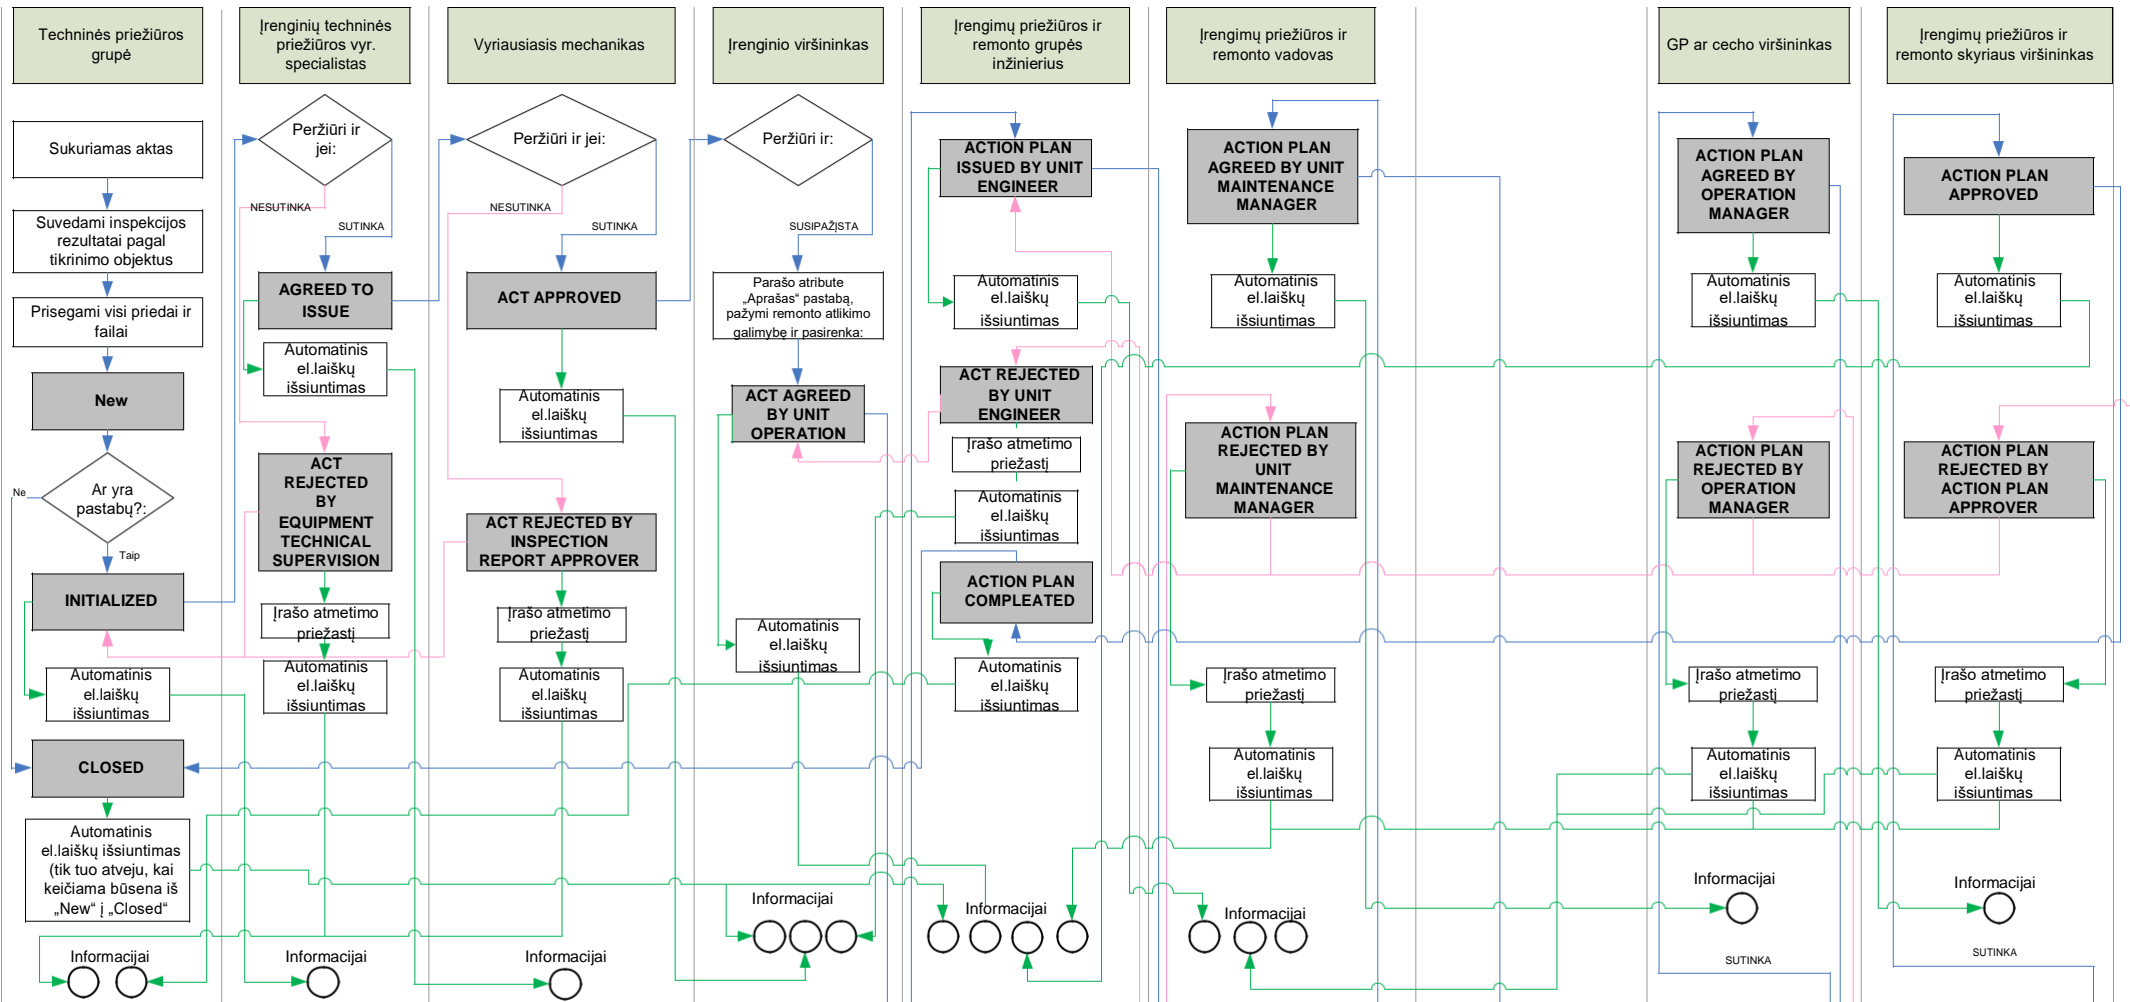 Techninės priežiūros
grupė
Įrenginių techninės
priežiūros vyr.
specialistas
Vyriausiasis mechanikas
Įrenginio viršininkas
Įrengimų priežiūros ir
remonto grupės
inžinierius
Įrengimų priežiūros ir
remonto vadovas
GP ar cecho viršininkas
Įrengimų priežiūros ir
remonto skyriaus viršininkas
Sukuriamas aktas
Suvedami inspekcijos
rezultatai pagal
tikrinimo objektus
Prisegami visi priedai ir
failai
New
Ar yra
pastabų?:
Ne
Taip
INITIALIZED
Automatinis
el.laiškų
išsiuntimas
CLOSED
Automatinis
el.laiškų išsiuntimas
(tik tuo atveju, kai
keičiama būsena iš
„New“ į „Closed“
Informacijai
Peržiūri ir
jei:
NESUTINKA
SUTINKA
AGREED TO
ISSUE
Automatinis
el.laiškų
išsiuntimas
ACT
REJECTED
BY
EQUIPMENT
TECHNICAL
SUPERVISION
Įrašo atmetimo
priežastį
Automatinis
el.laiškų
išsiuntimas
Informacijai
Peržiūri ir jei:
NESUTINKA
SUTINKA
ACT APPROVED
Automatinis
el.laiškų
išsiuntimas
ACT REJECTED BY
INSPECTION
REPORT APPROVER
Įrašo atmetimo
priežastį
Automatinis
el.laiškų
išsiuntimas
Informacijai
Peržiūri ir:
SUSIPAŽĮSTA
Parašo atribute
„Aprašas“ pastabą,
pažymi remonto atlikimo
galimybę ir pasirenka:
ACT AGREED
BY UNIT
OPERATION
Automatinis
el.laiškų
išsiuntimas
Informacijai
ACTION PLAN
ISSUED BY UNIT
ENGINEER
Automatinis
el.laiškų
išsiuntimas
ACT REJECTED
BY UNIT
ENGINEER
Įrašo atmetimo
priežastį
Automatinis
el.laiškų
išsiuntimas
ACTION PLAN
COMPLEATED
Automatinis
el.laiškų
išsiuntimas
Informacijai
ACTION PLAN
AGREED BY UNIT
MAINTENANCE
MANAGER
Automatinis
el.laiškų
išsiuntimas
ACTION PLAN
REJECTED BY
UNIT
MAINTENANCE
MANAGER
Įrašo atmetimo
priežastį
Automatinis
el.laiškų
išsiuntimas
Informacijai
ACTION PLAN
AGREED BY
OPERATION
MANAGER
Automatinis
el.laiškų
išsiuntimas
ACTION PLAN
REJECTED BY
OPERATION
MANAGER
Įrašo atmetimo
priežastį
Automatinis
el.laiškų
išsiuntimas
Informacijai
SUTINKA
ACTION PLAN
APPROVED
Automatinis
el.laiškų
išsiuntimas
ACTION PLAN
REJECTED BY
ACTION PLAN
APPROVER
Įrašo atmetimo
priežastį
Automatinis
el.laiškų
išsiuntimas
Informacijai
SUTINKA